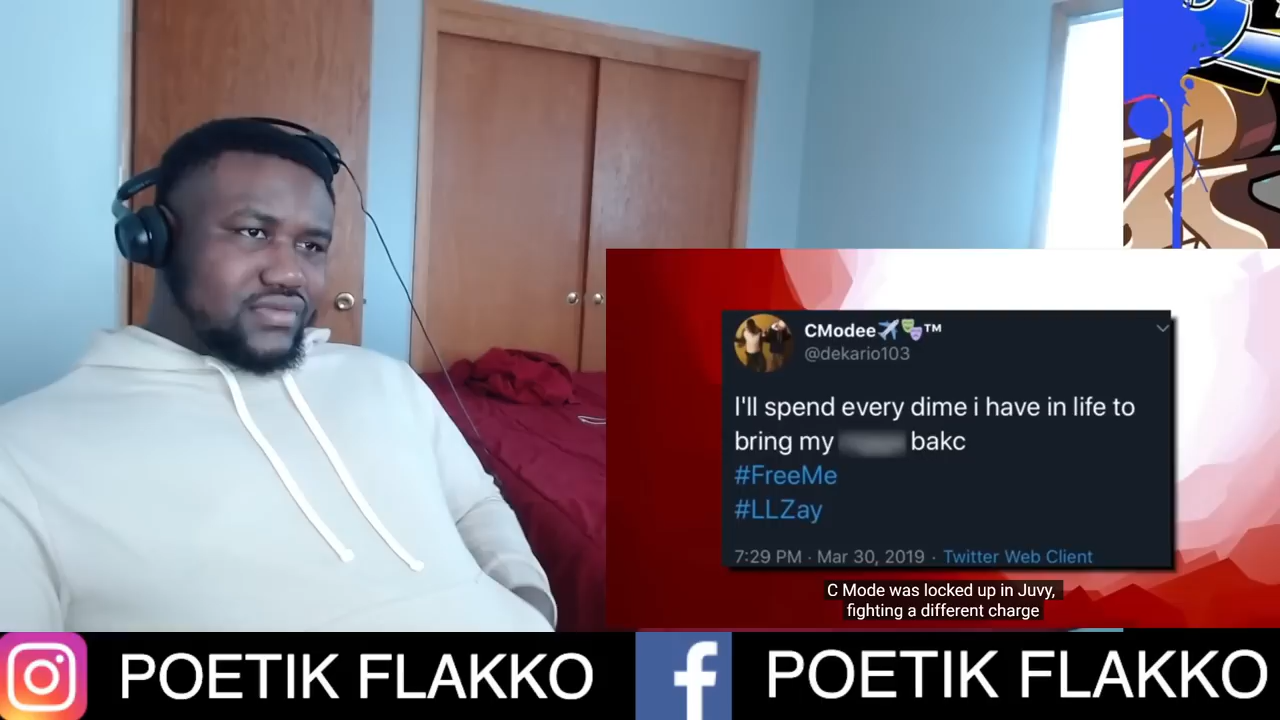 CModee✈️🎭™
@dekario103
I'll spend every dime i have in life to
bring my bakc
#FreeMe
#LLZay
7:29 PM · Mar 30, 2019 · Twitter Web Client
C Mode was locked up in Juvy,
fighting a different charge
POETIK FLAKKO
POETIK FLAKKO